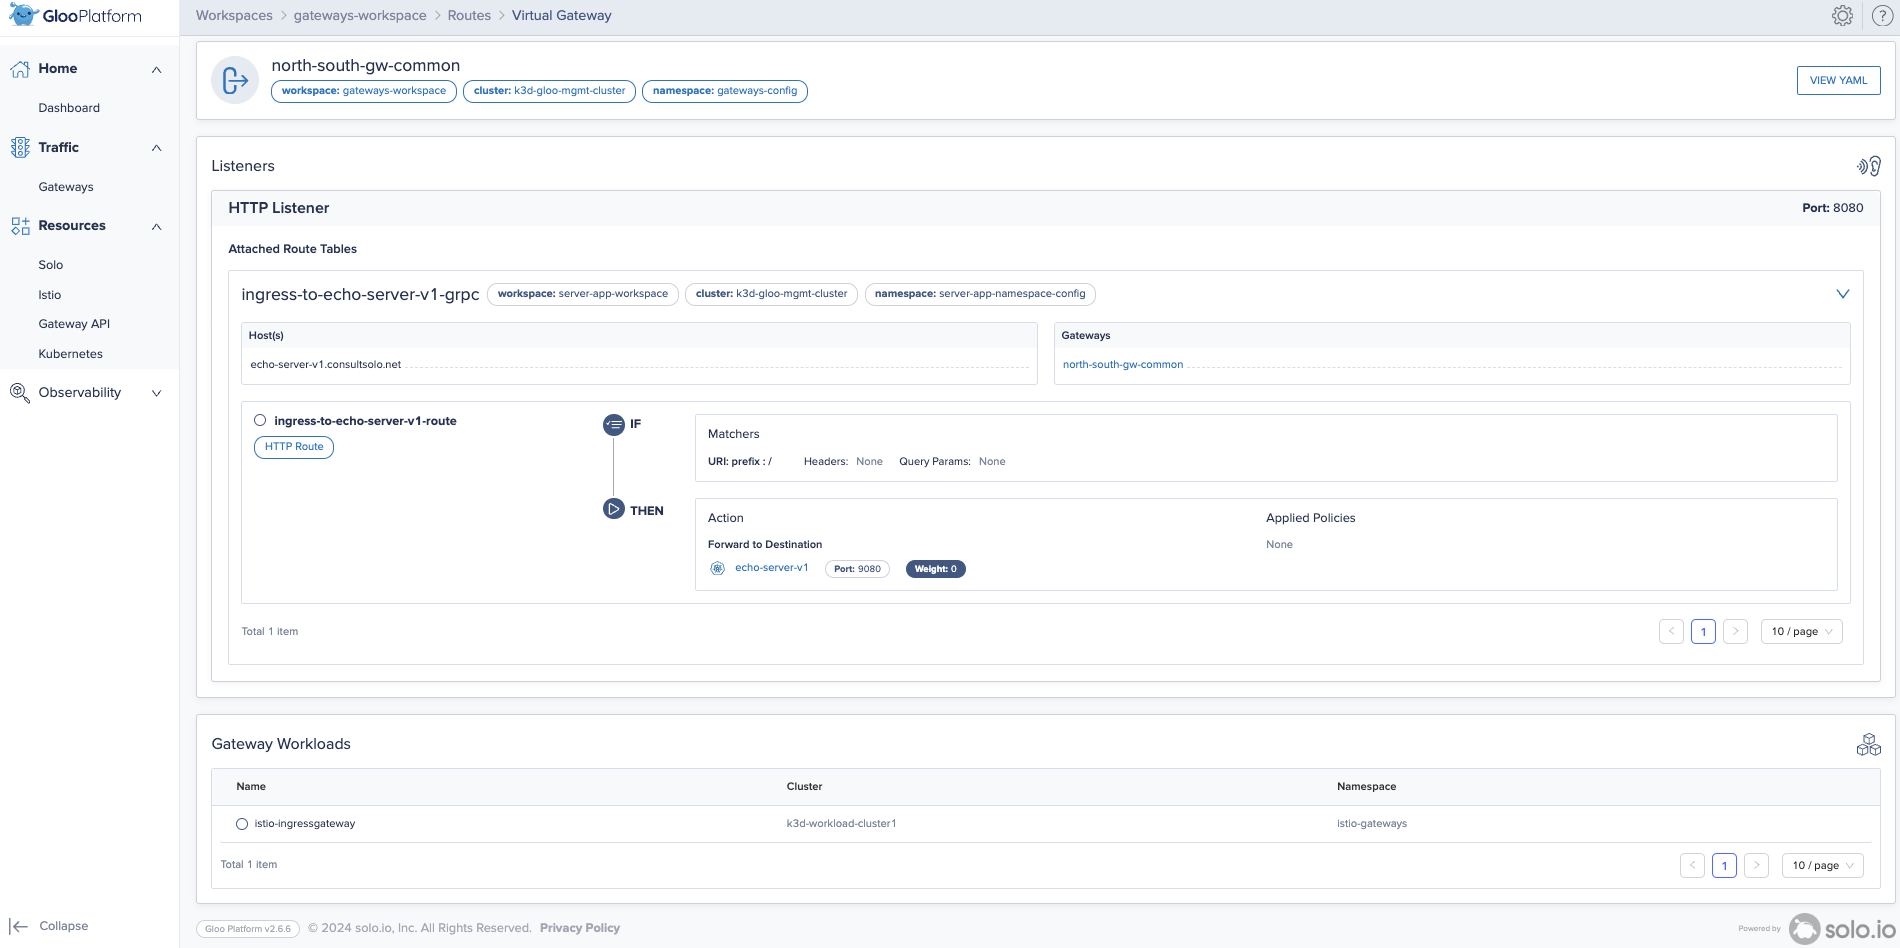 GlooPlatform
Workspaces > gateways-workspace > Routes > Virtual Gateway
?
Home
Dashboard
Traffic
Gateways
Resources
Solo
Istio
Gateway API
Kubernetes
Observability
Collapse
north-south-gw-common
workspace: gateways-workspace cluster: k3d-gloo-mgmt-cluster namespace: gateways-config
VIEW YAML
Listeners
HTTP Listener Port: 8080
Attached Route Tables
ingress-to-echo-server-v1-grpc workspace: server-app-workspace cluster: k3d-gloo-mgmt-cluster namespace: server-app-namespace-config
Host(s) Gateways
echo-server-v1.consultsolo.net north-south-gw-common
ingress-to-echo-server-v1-route
HTTP Route
IF
Matchers
URI: prefix : / Headers: None Query Params: None
THEN
Action Applied Policies
Forward to Destination None
echo-server-v1 Port: 9080 Weight: 0
Total 1 item < 1 > 10 / page
Gateway Workloads
Name Cluster Namespace
istio-ingressgateway k3d-workload-cluster1 istio-gateways
Total 1 item < 1 > 10 / page
Gloo Platform v2.6.6 © 2024 solo.io, Inc. All Rights Reserved. Privacy Policy Powered by solo.io